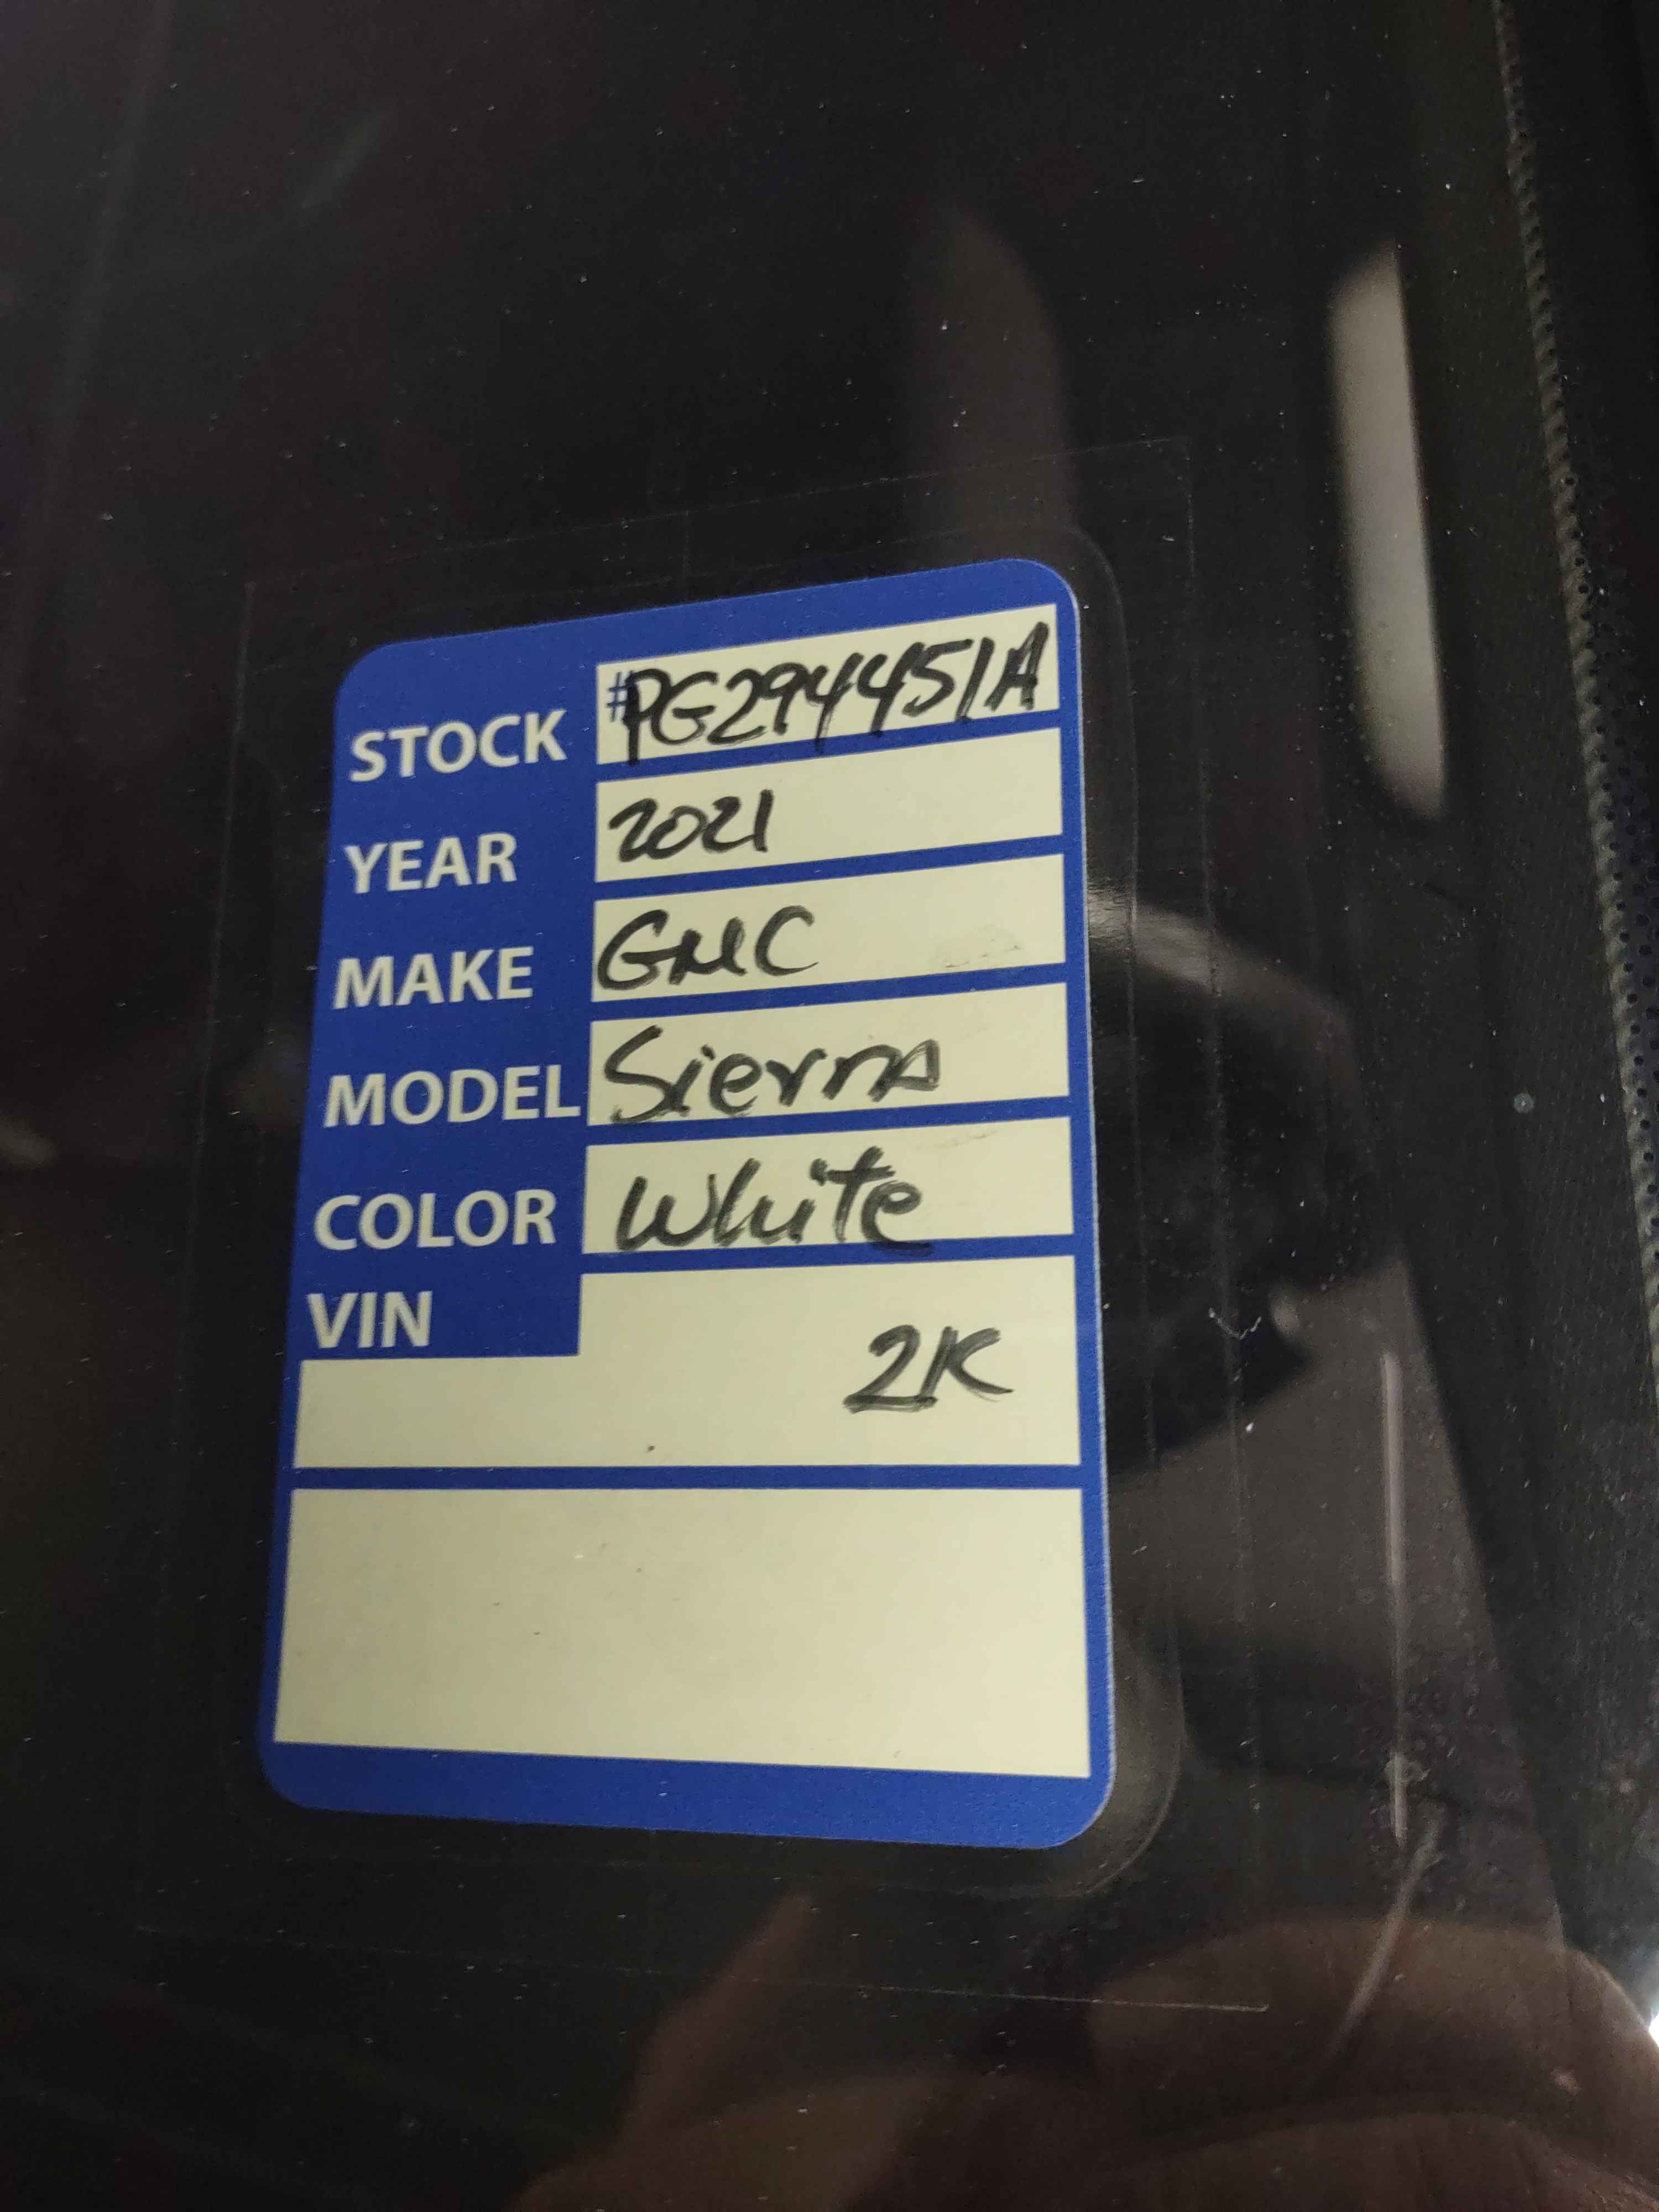 STOCK #PG294451A
YEAR 2021
MAKE GMC
MODEL Sierra
COLOR White
VIN
2K